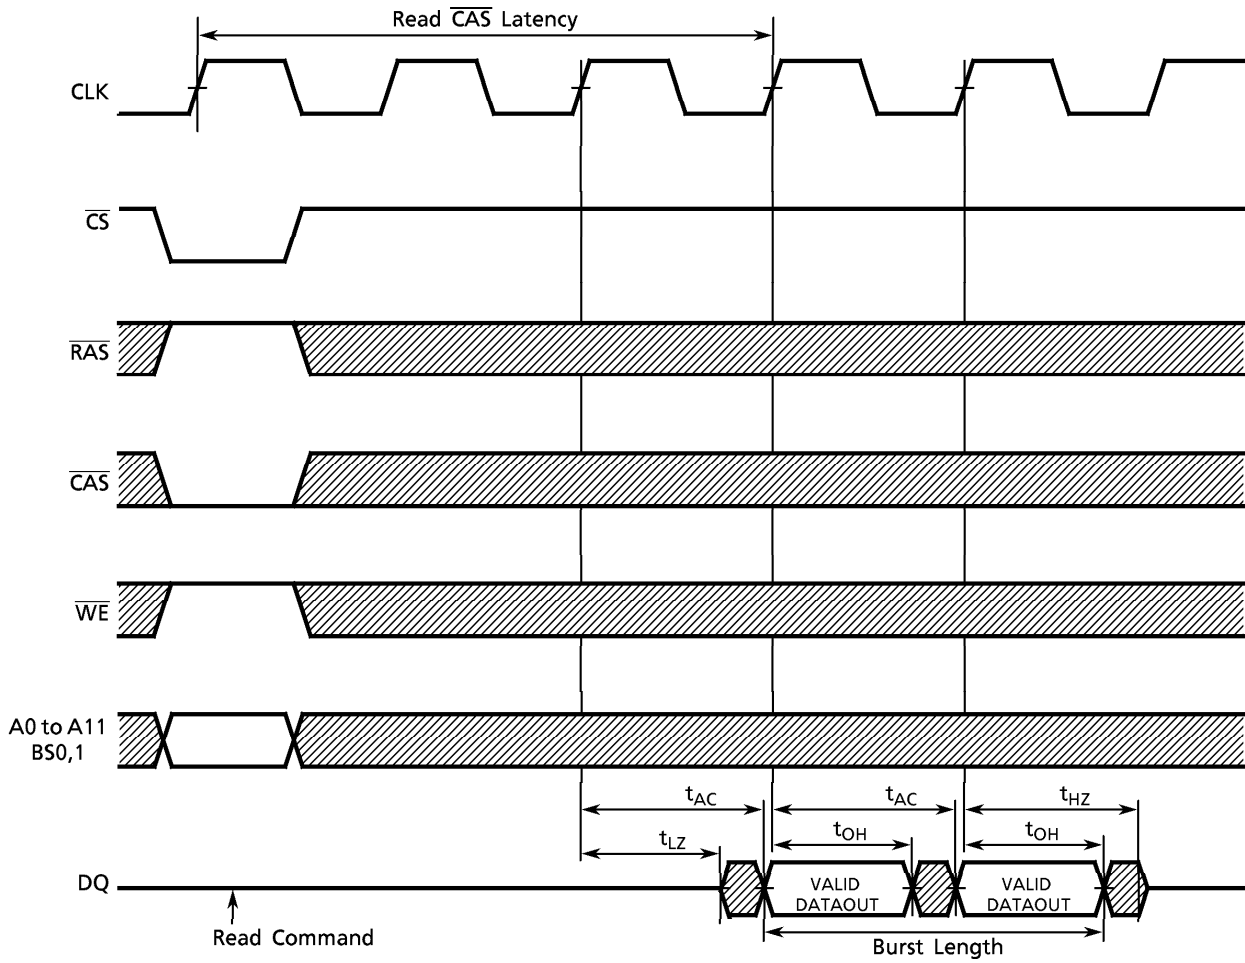 Read CAS Latency
CLK
CS
RAS
CAS
WE
A0 to A11
BS0,1
tAC
tAC
tHZ
tLZ
tOH
tOH
DQ
VALID
DATAOUT
VALID
DATAOUT
Read Command
Burst Length